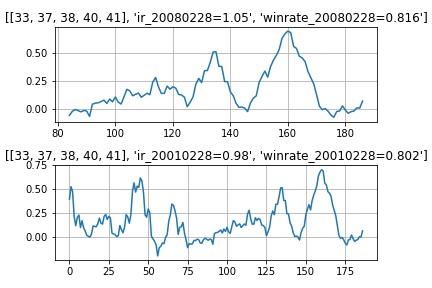 [[33, 37, 38, 40, 41], 'ir_20080228=1.05', 'winrate_20080228=0.816']
0.50
0.25
0.00
80 100 120 140 160 180
[[33, 37, 38, 40, 41], 'ir_20010228=0.98', 'winrate_20010228=0.802']
0.75
0.50
0.25
0.00
0 25 50 75 100 125 150 175